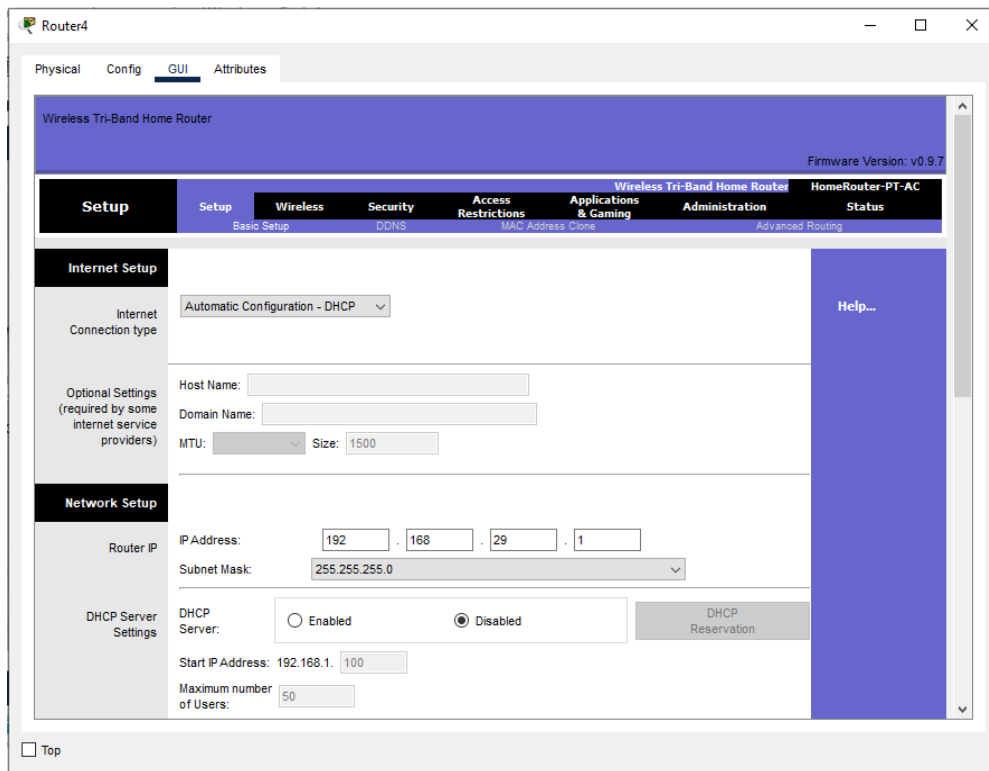 Router4
Physical Config GUI Attributes
Wireless Tri-Band Home Router
Firmware Version: v0.9.7
Wireless Tri-Band Home Router HomeRouter-PT-AC
Setup
Setup Wireless Security Access Restrictions Applications & Gaming Administration Status
Basic Setup DDNS MAC Address Clone Advanced Routing
Internet Setup
Internet Connection type
Automatic Configuration - DHCP
Help...
Optional Settings
(required by some
internet service
providers)
Host Name:
Domain Name:
MTU: Size: 1500
Network Setup
Router IP
IP Address: 192 . 168 . 29 . 1
Subnet Mask: 255.255.255.0
DHCP Server
Settings
DHCP
Server:
Enabled Disabled
DHCP
Reservation
Start IP Address: 192.168.1. 100
Maximum number
of Users:
50
Top